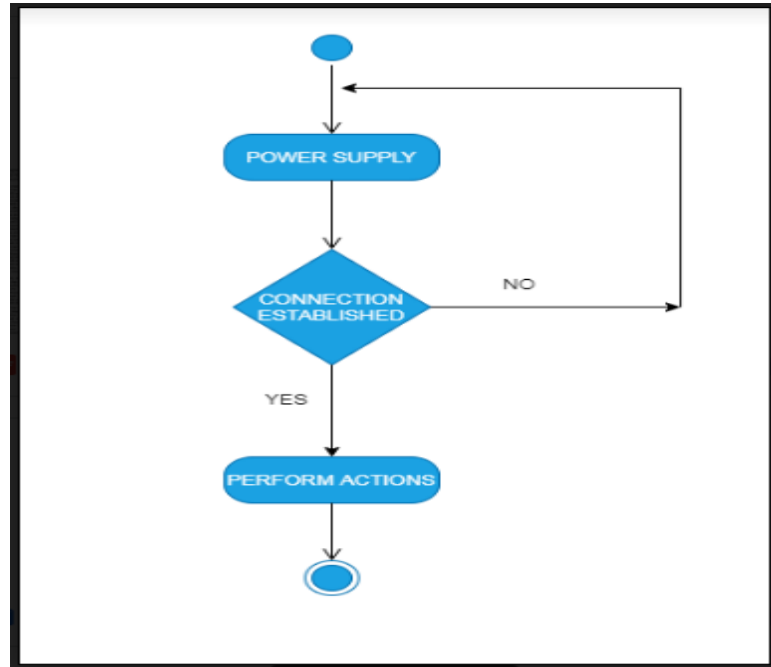 POWER SUPPLY
CONNECTION
ESTABLISHED
NO
YES
PERFORM ACTIONS